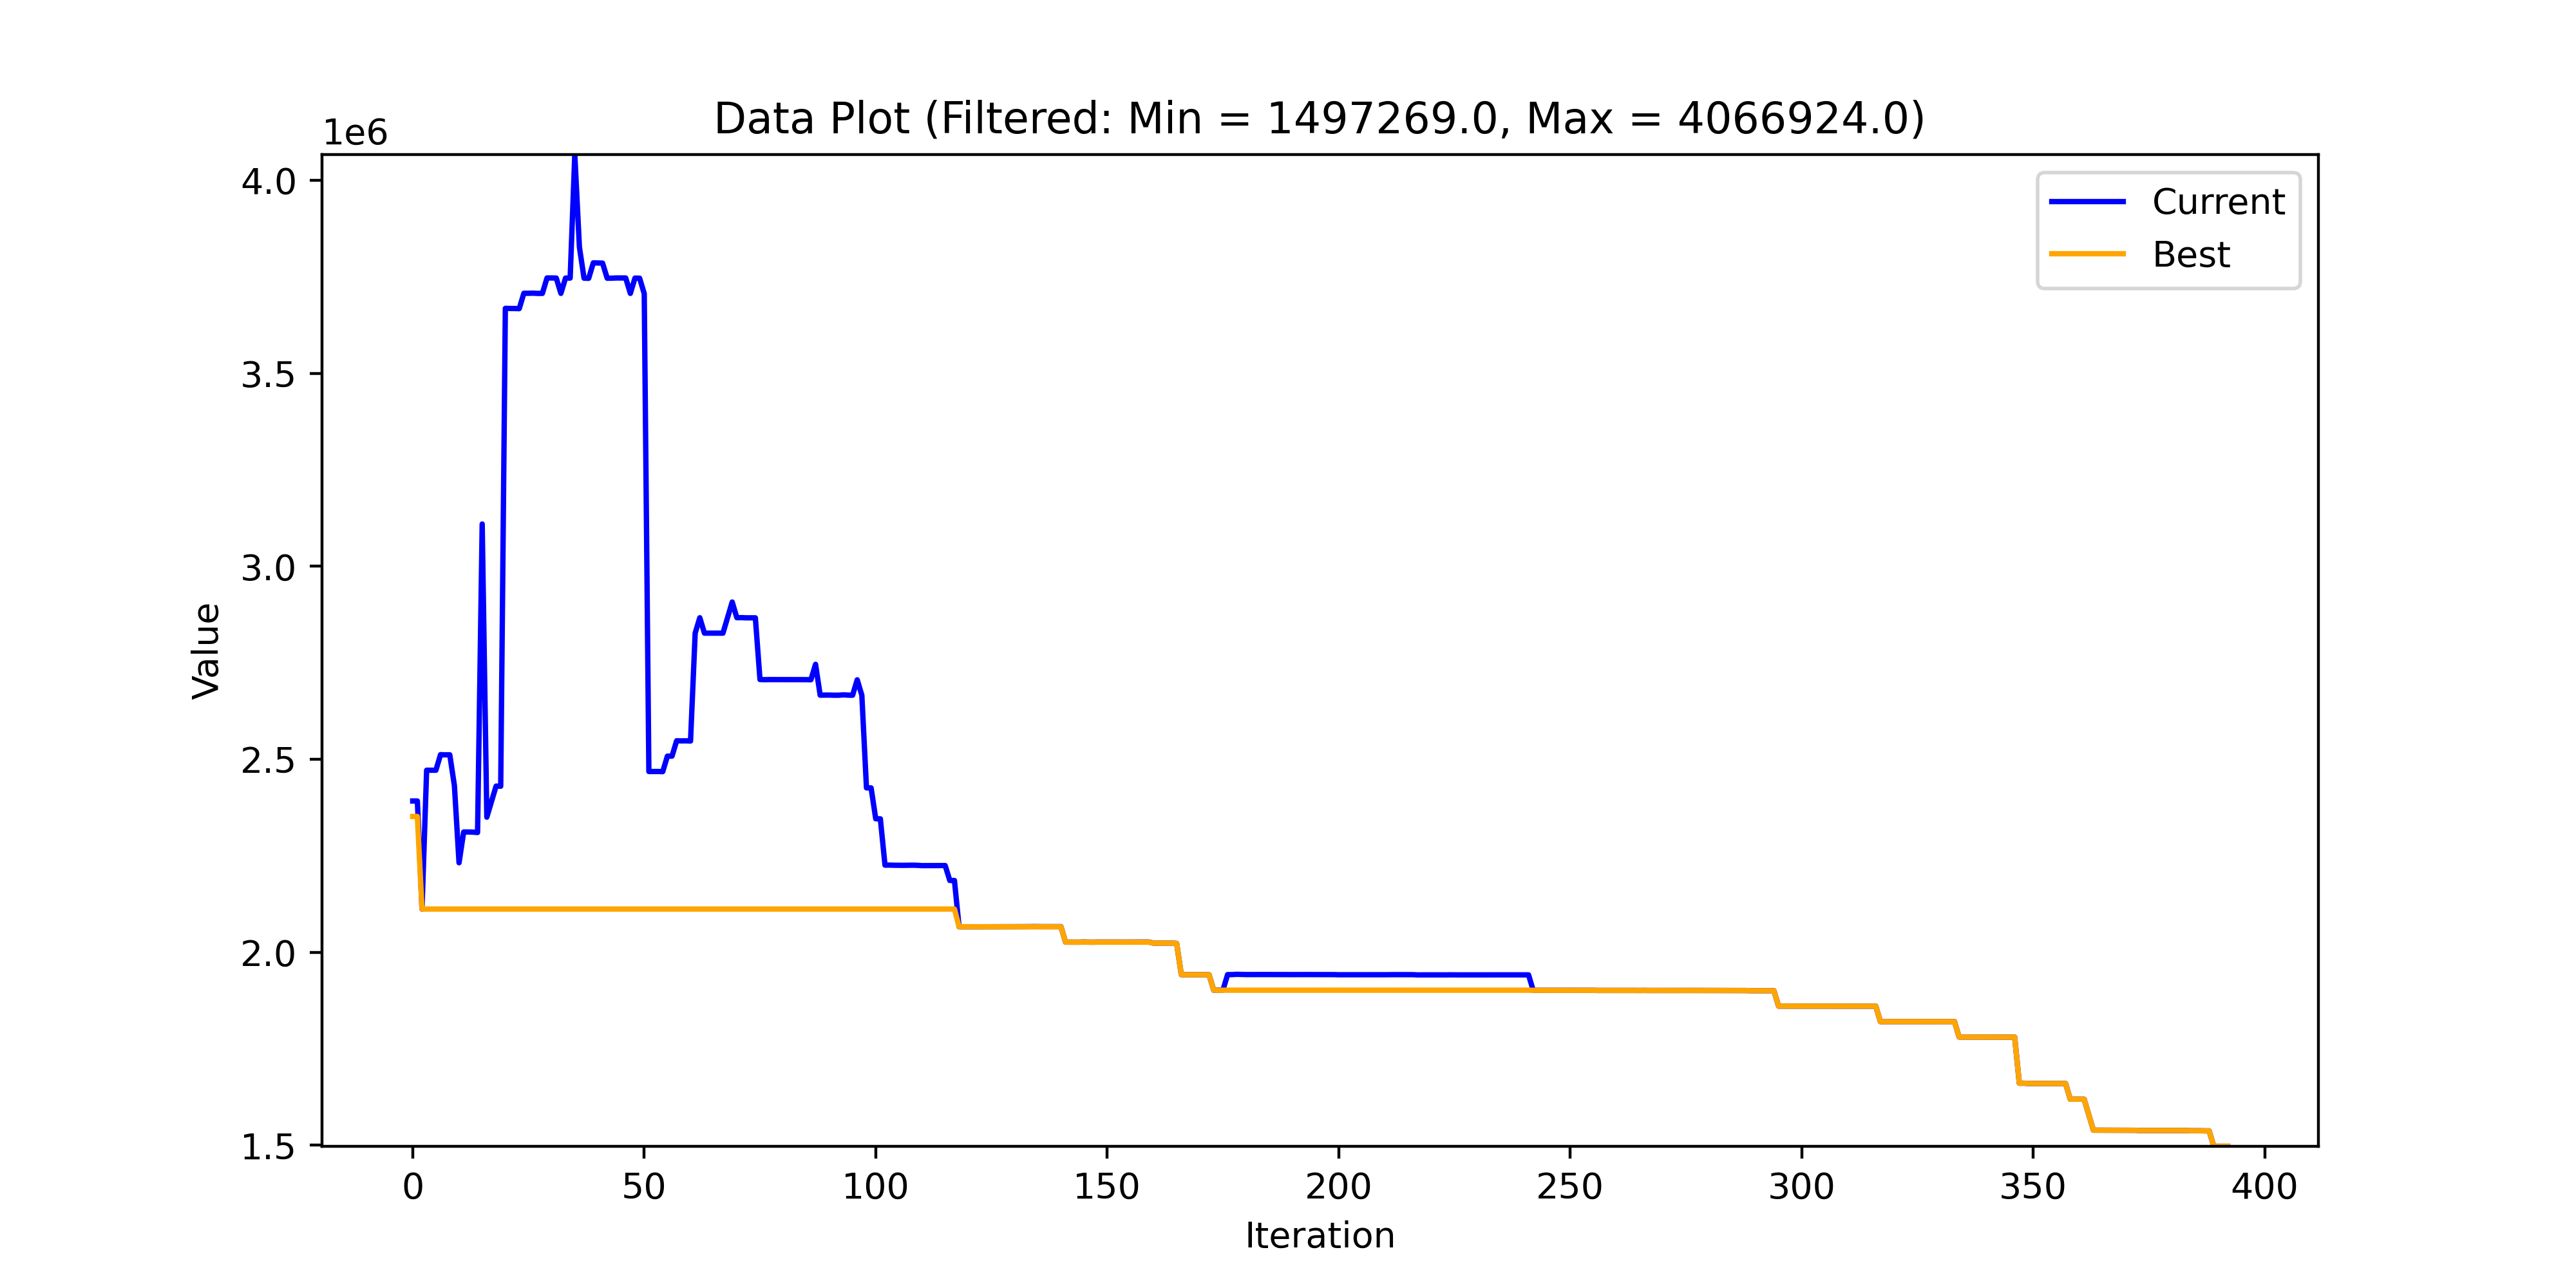 Data Plot (Filtered: Min = 1497269.0, Max = 4066924.0)
1e6
4.0
3.5
3.0
2.5
2.0
1.5
Value
Current
Best
0 50 100 150 200 250 300 350 400
Iteration